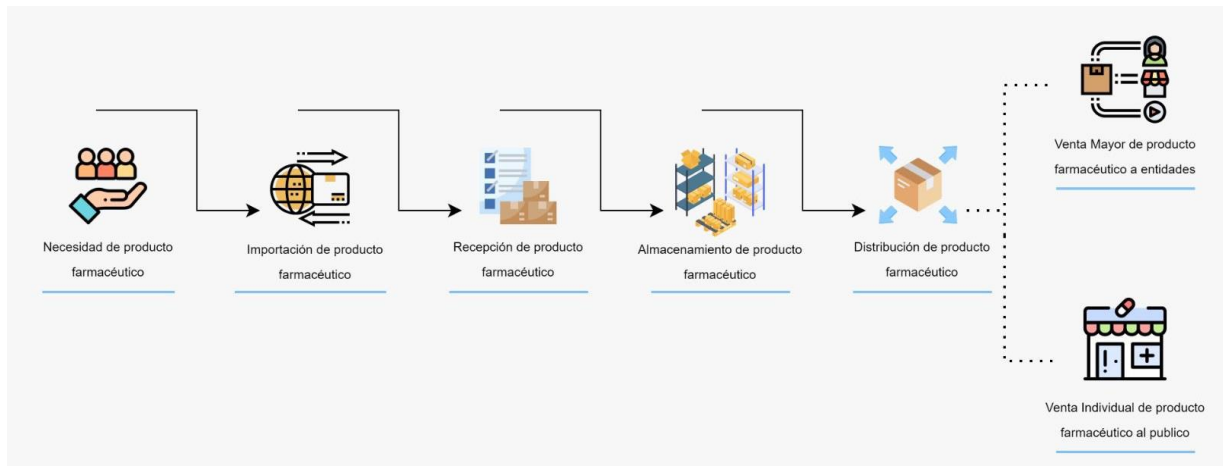 Necesidad de producto
farmacéutico
Importación de producto
farmacéutico
Recepción de producto
farmacéutico
Almacenamiento de producto
farmacéutico
Distribución de producto
farmacéutico
Venta Mayor de producto
farmacéutico a entidades
Venta Individual de producto
farmacéutico al publico